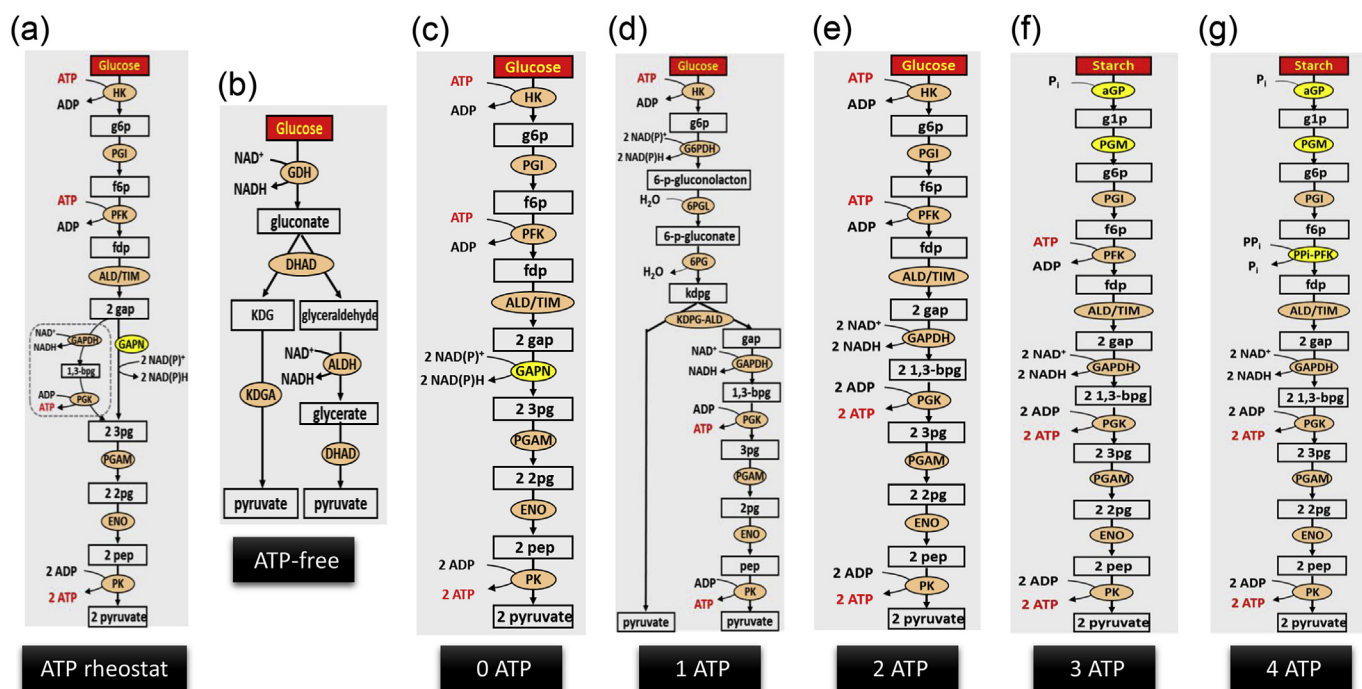 (a)
Glucose
ATP
HK
ADP
g6p
PGI
f6p
ATP
PFK
ADP
fdp
ALD/TIM
2 gap
NAD+
GAPDH
NADH
GAPN
1,3-bpg
2 NAD(P)+
2 NAD(P)H
ADP
PGK
ATP
2 3pg
PGAM
2 2pg
ENO
2 pep
2 ADP
PK
2 ATP
2 pyruvate
ATP rheostat
(b)
Glucose
NAD+
GDH
NADH
gluconate
DHAD
KDG
glyceraldehyde
NAD+
ALDH
NADH
KDGA
glycerate
DHAD
pyruvate
pyruvate
ATP-free
(c)
Glucose
ATP
HK
ADP
g6p
PGI
f6p
ATP
PFK
ADP
fdp
ALD/TIM
2 gap
2 NAD(P)+
GAPN
2 NAD(P)H
2 3pg
PGAM
2 2pg
ENO
2 pep
2 ADP
PK
2 ATP
2 pyruvate
0 ATP
(d)
Glucose
ATP
HK
ADP
g6p
2 NAD(P)+
G6PDH
2 NAD(P)H
6-p-gluconolacton
H2O
6PGL
6-p-gluconate
6PG
H2O
kdpg
KDPG-ALD
gap
NAD+
GAPDH
NADH
1,3-bpg
ADP
PGK
ATP
3pg
PGAM
2pg
ENO
pep
ADP
PK
ATP
pyruvate
pyruvate
1 ATP
(e)
Glucose
ATP
HK
ADP
g6p
PGI
f6p
ATP
PFK
ADP
fdp
ALD/TIM
2 gap
2 NAD+
GAPDH
2 NADH
2 1,3-bpg
2 ADP
PGK
2 ATP
2 3pg
PGAM
2 2pg
ENO
2 pep
2 ADP
PK
2 ATP
2 pyruvate
2 ATP
(f)
Starch
Pi
aGP
g1p
PGM
g6p
PGI
f6p
ATP
PFK
ADP
fdp
ALD/TIM
2 gap
2 NAD+
GAPDH
2 NADH
2 1,3-bpg
2 ADP
PGK
2 ATP
2 3pg
PGAM
2 2pg
ENO
2 pep
2 ADP
PK
2 ATP
2 pyruvate
3 ATP
(g)
Starch
Pi
aGP
g1p
PGM
g6p
PGI
f6p
PPi
PPi-PFK
Pi
fdp
ALD/TIM
2 gap
2 NAD+
GAPDH
2 NADH
2 1,3-bpg
2 ADP
PGK
2 ATP
2 3pg
PGAM
2 2pg
ENO
2 pep
2 ADP
PK
2 ATP
2 pyruvate
4 ATP